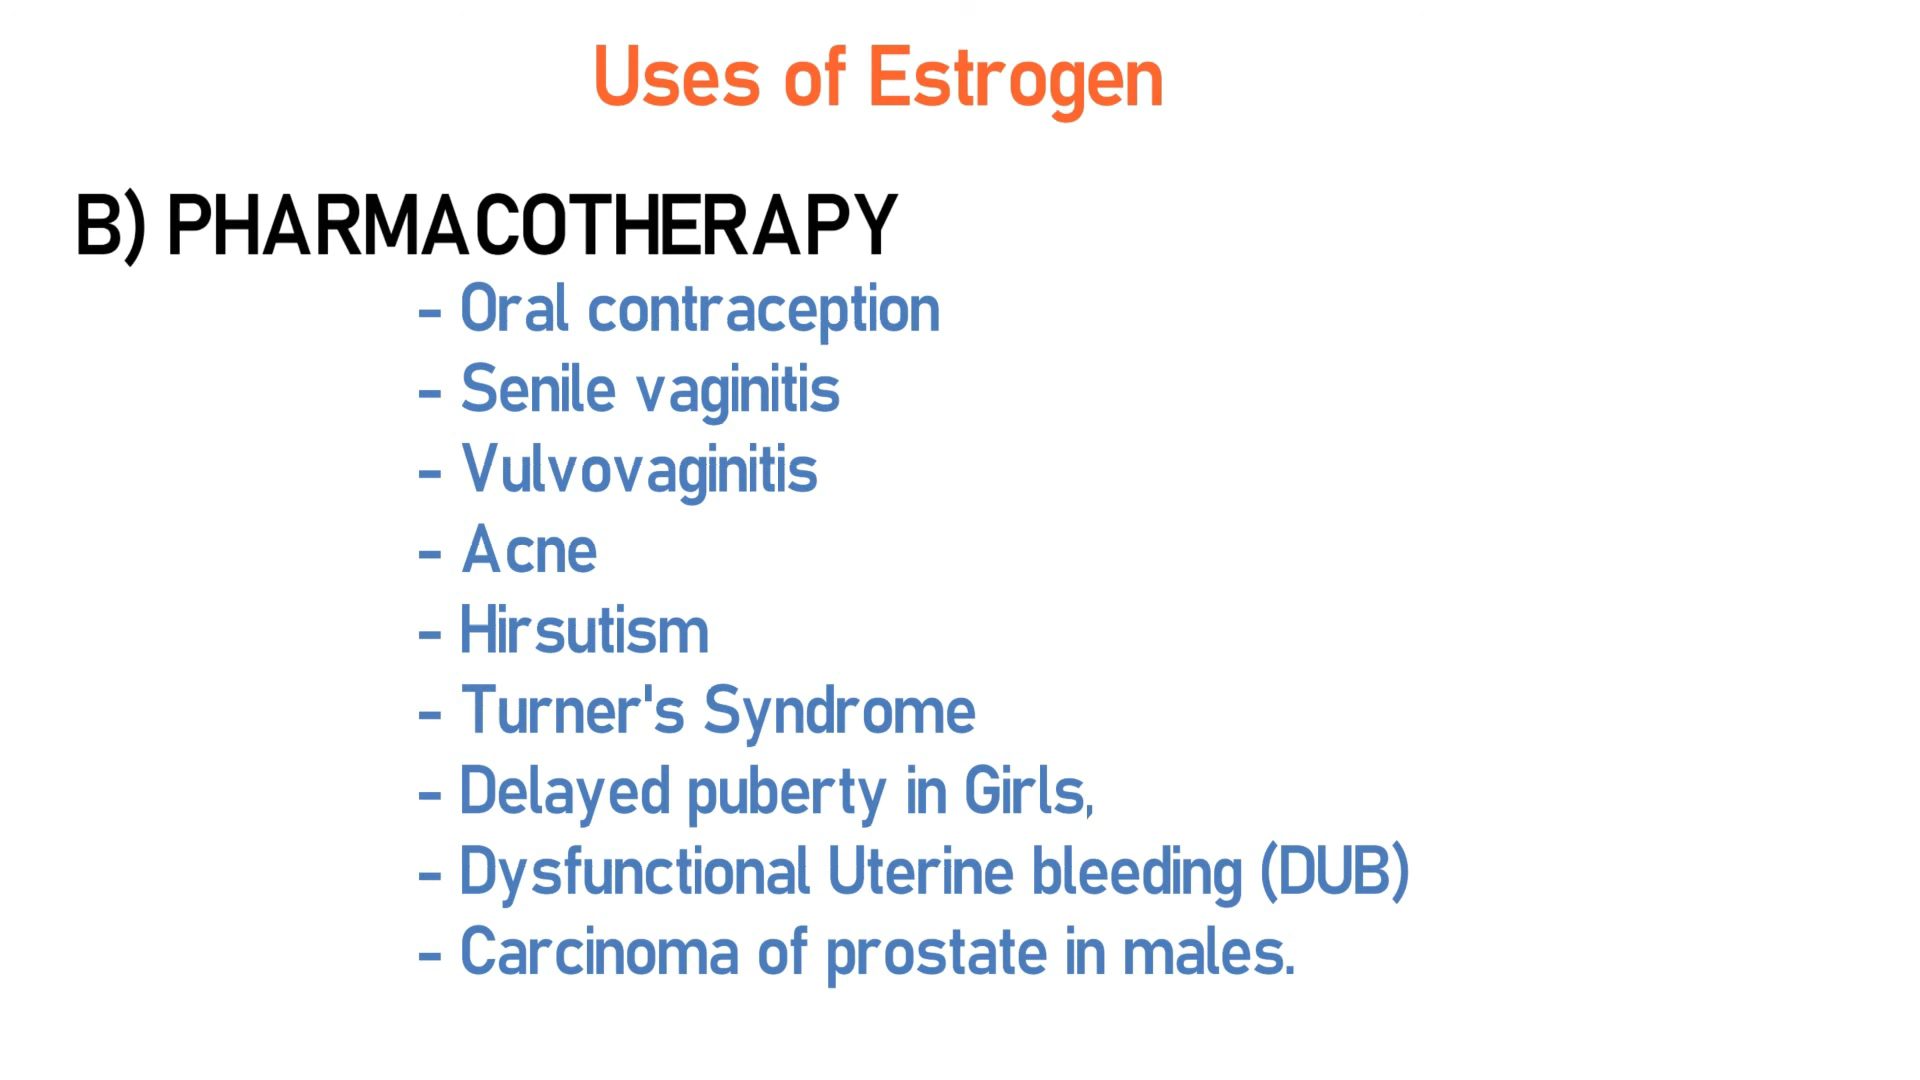 Uses of Estrogen
B) PHARMACOTHERAPY
- Oral contraception
- Senile vaginitis
- Vulvovaginitis
- Acne
- Hirsutism
- Turner's Syndrome
- Delayed puberty in Girls,
- Dysfunctional Uterine bleeding (DUB)
- Carcinoma of prostate in males.